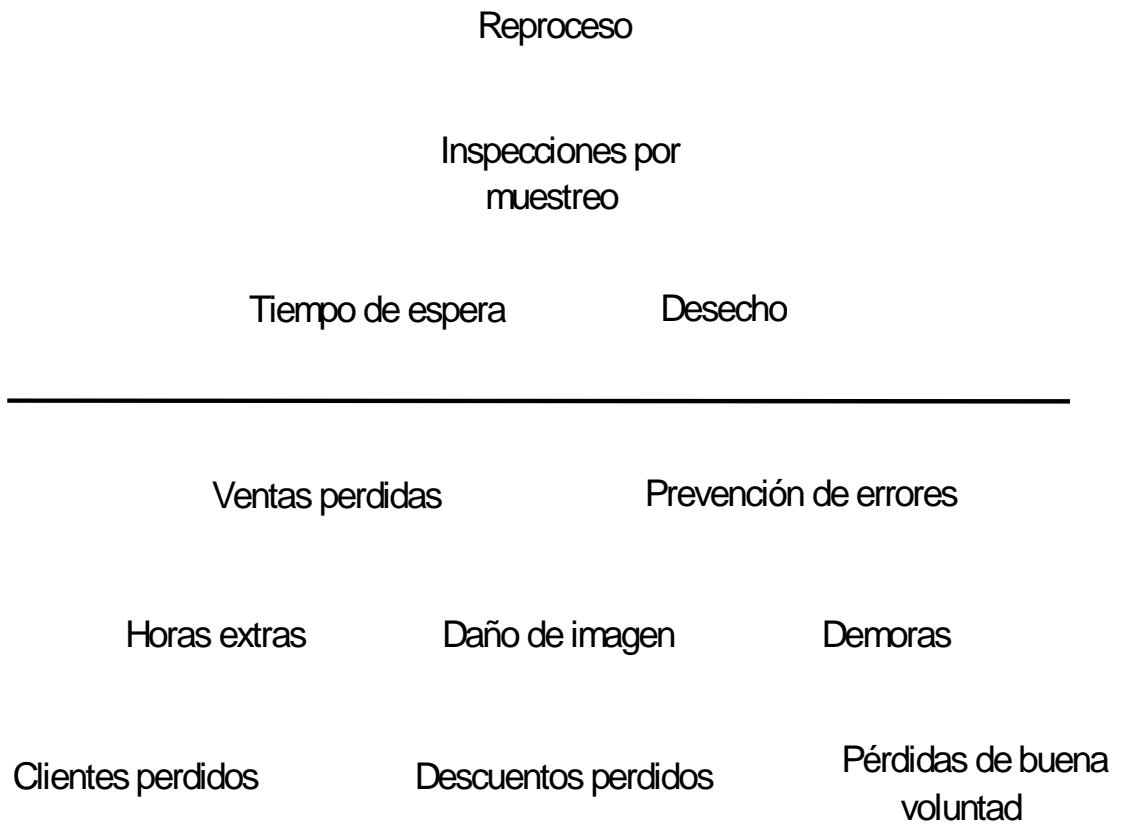 Reproceso
Inspecciones por
muestreo
Tiempo de espera
Desecho
Ventas perdidas
Prevención de errores
Horas extras
Daño de imagen
Demoras
Clientes perdidos
Descuentos perdidos
Pérdidas de buena
voluntad